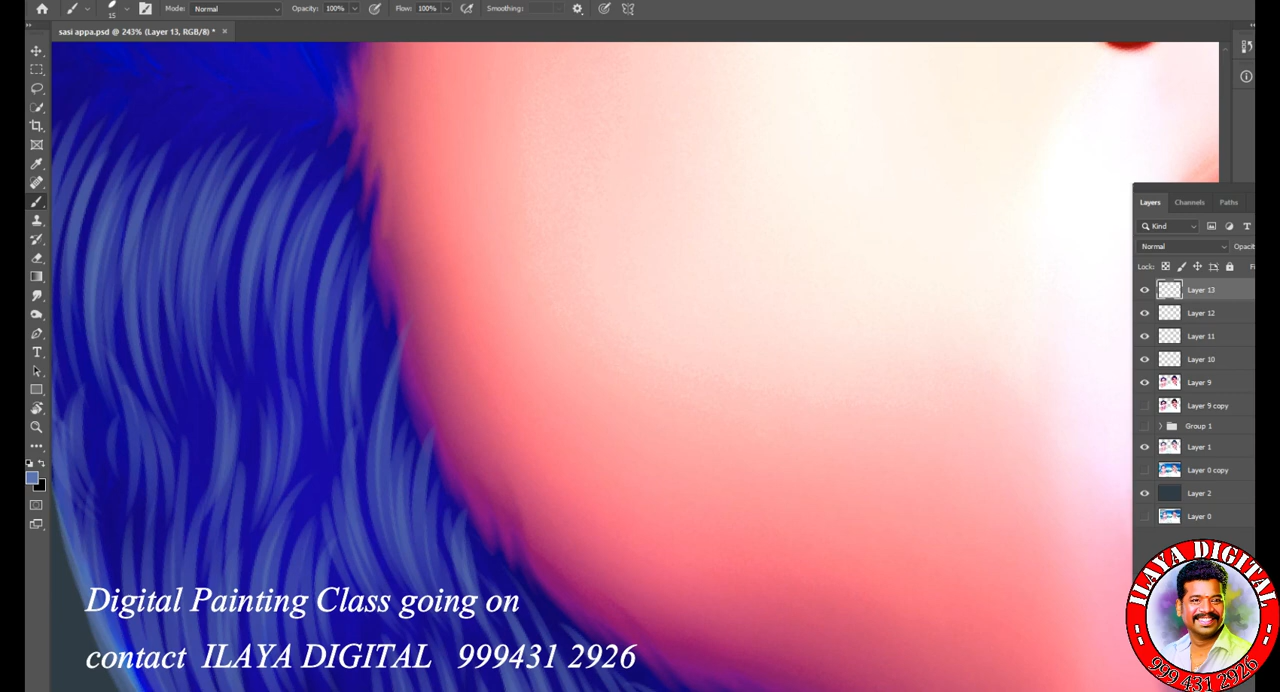 Mode: Normal Opacity: 100% Flow: 100% Smoothing:
15
sasi appa.psd @ 243% (Layer 13, RGB/8) * ×
Layers Channels Paths
Kind
Normal Opacit
Lock: Fi
Layer 13
Layer 12
Layer 11
Layer 10
Layer 9
Layer 9 copy
Group 1
Layer 1
Layer 0 copy
Layer 2
Layer 0
Digital Painting Class going on
contact ILAYA DIGITAL 999431 2926
ILAYA DIGITAL
999 431 2926